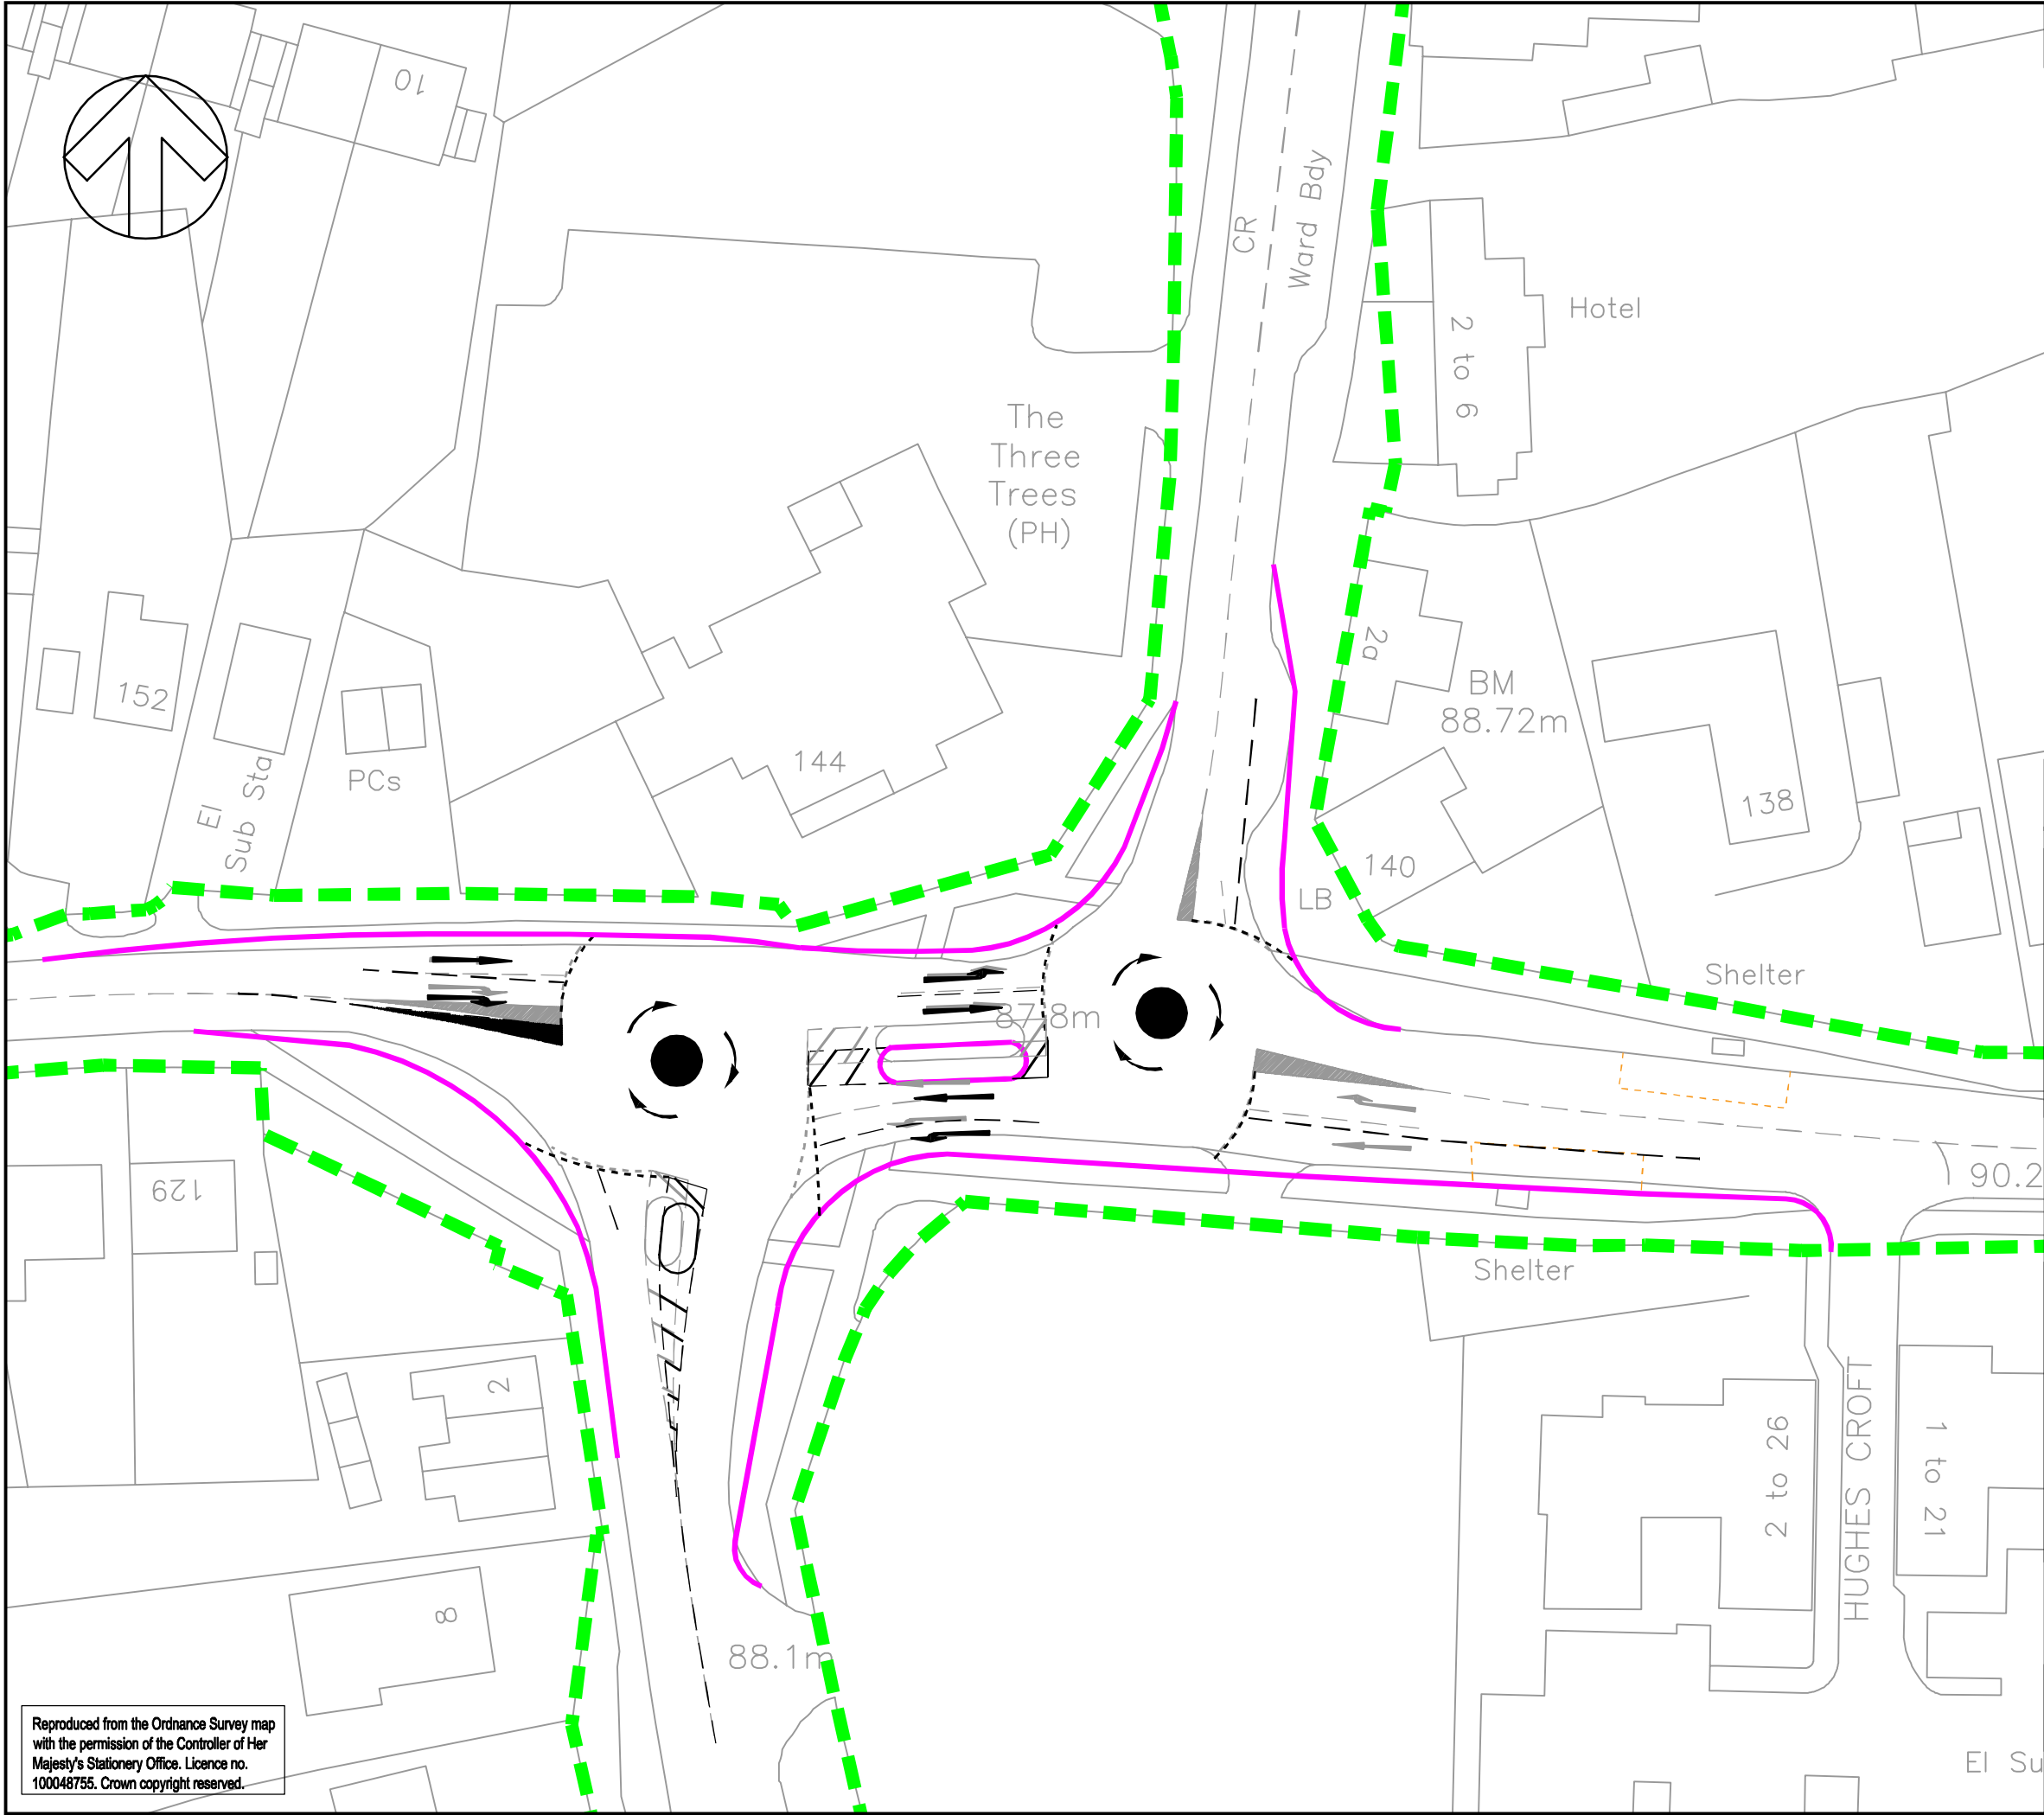 10
CR
Ward Bdy
Hotel
2 to 6
The
Three
Trees
(PH)
2a
BM
88.72m
152
El
Sub Sta
PCs
144
138
140
LB
Shelter
87.8m
90.2
129
Shelter
2
2 to 26
HUGHES CROFT
1 to 21
8
88.1m
El Su
Reproduced from the Ordnance Survey map
with the permission of the Controller of Her
Majesty's Stationery Office. Licence no.
100048755. Crown copyright reserved.